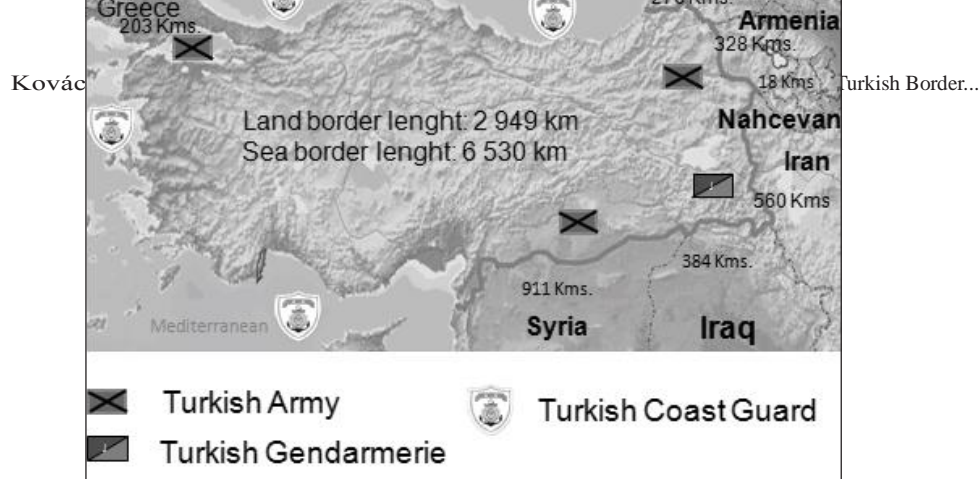 Greece
203 Kms.
Armenia
328 Kms.
Kovác
18 Kms
Turkish Border...
Land border lenght: 2 949 km
Nahcevan
Sea border lenght: 6 530 km
Iran
560 Kms
384 Kms.
911 Kms.
Mediterranean
Syria
Iraq
Turkish Army
Turkish Coast Guard
Turkish Gendarmerie